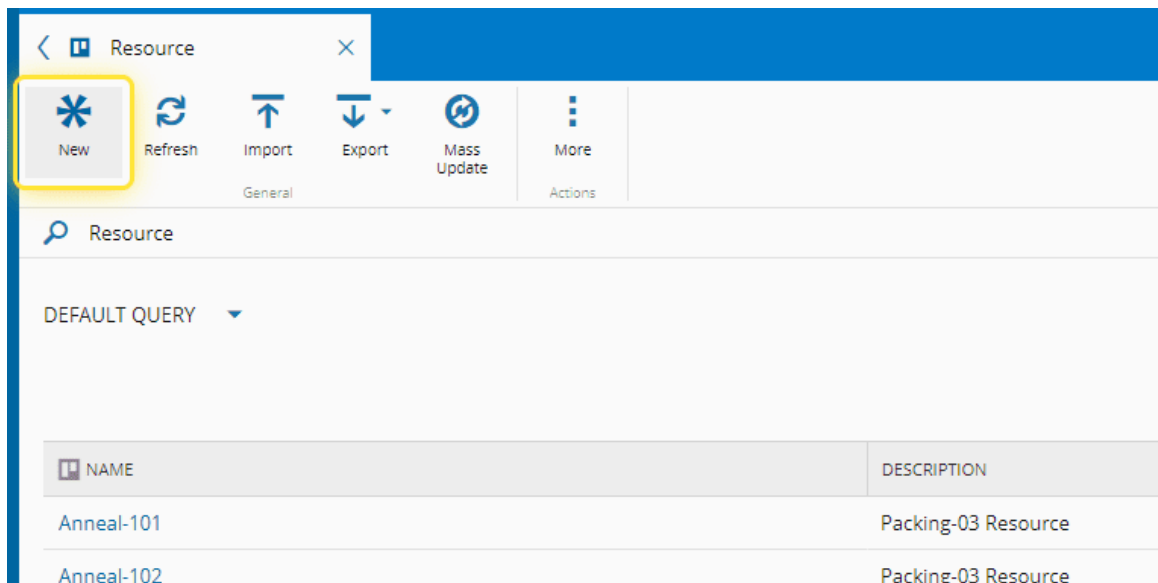 Resource
New Refresh Import Export Mass Update More
General Actions
Resource
DEFAULT QUERY
NAME DESCRIPTION
Anneal-101 Packing-03 Resource
Anneal-102 Packing-03 Resource